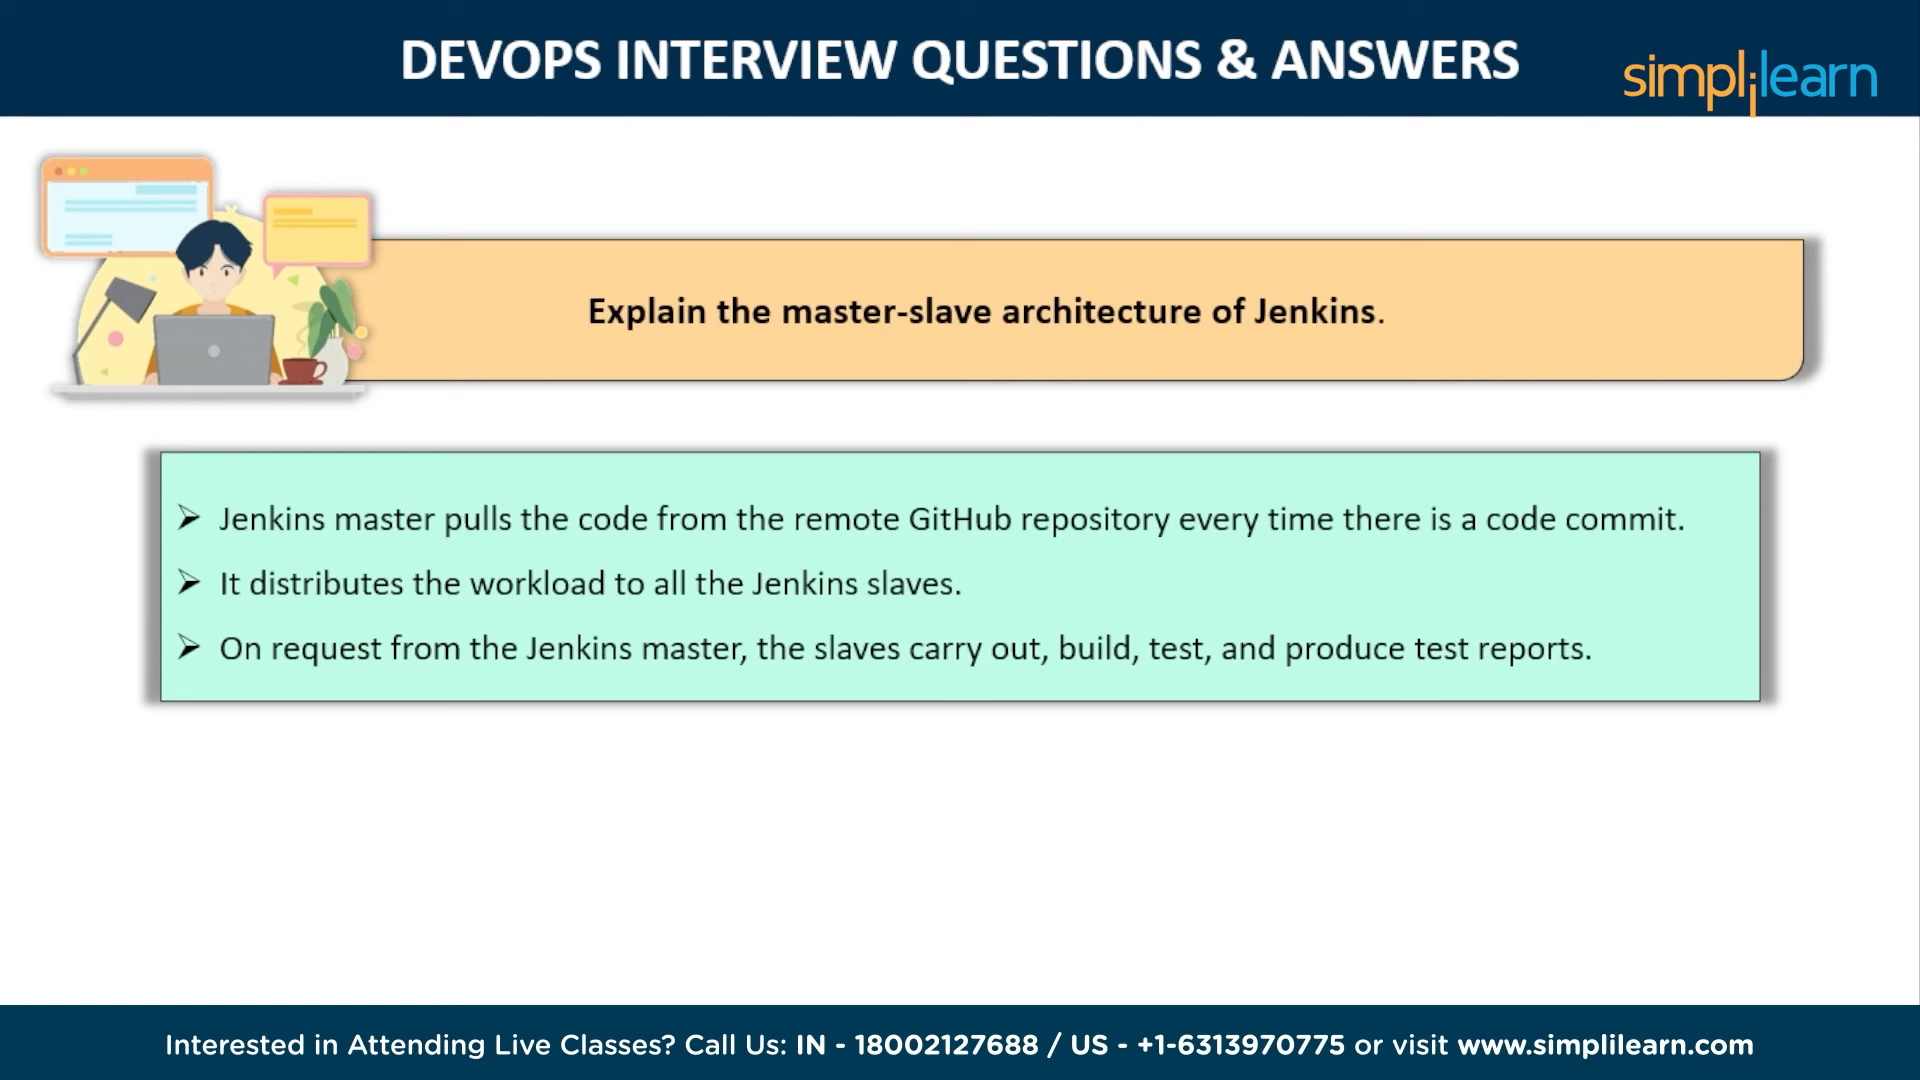 DEVOPS INTERVIEW QUESTIONS & ANSWERS
simplilearn
Explain the master-slave architecture of Jenkins.
➢ Jenkins master pulls the code from the remote GitHub repository every time there is a code commit.
➢ It distributes the workload to all the Jenkins slaves.
➢ On request from the Jenkins master, the slaves carry out, build, test, and produce test reports.
Interested in Attending Live Classes? Call Us: IN - 18002127688 / US - +1-6313970775 or visit www.simplilearn.com